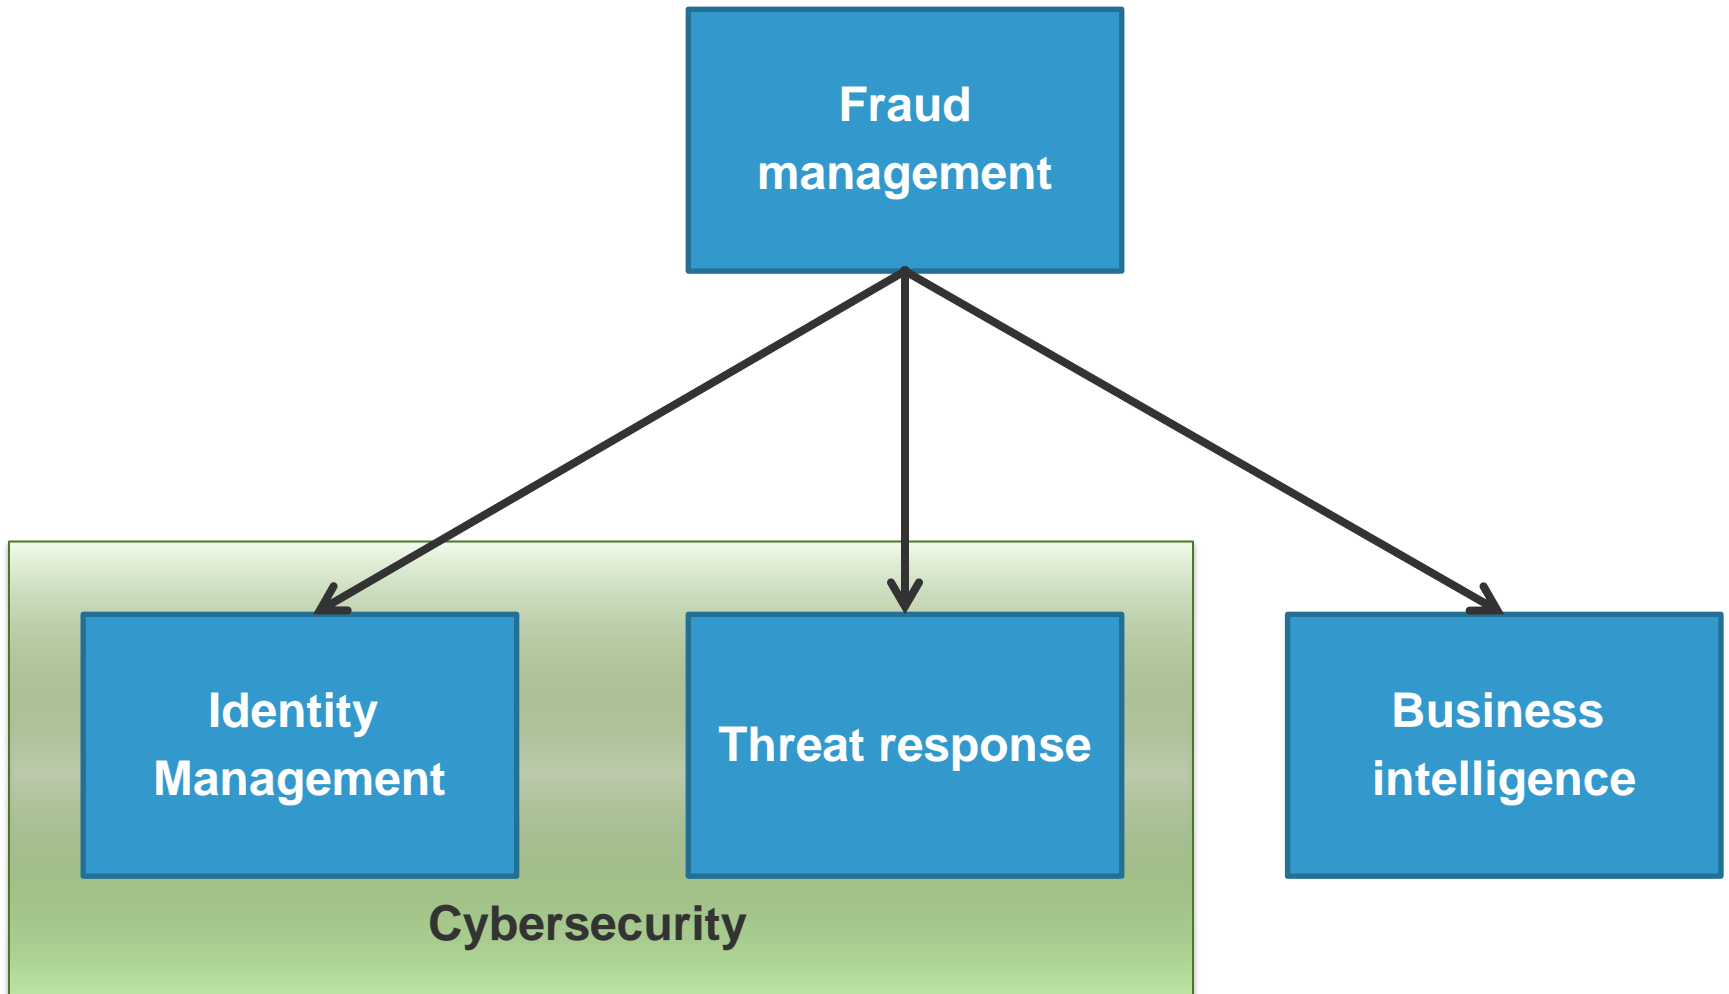 Fraud
management
Identity
Management
Threat response
Business
intelligence
Cybersecurity